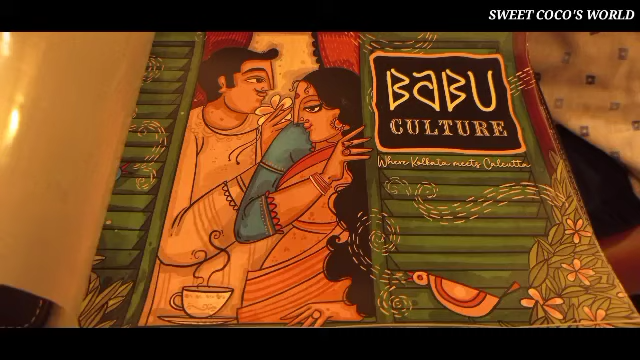 SWEET COCO'S WORLD
BABU
CULTURE
Where Kolkata meets Calcutta